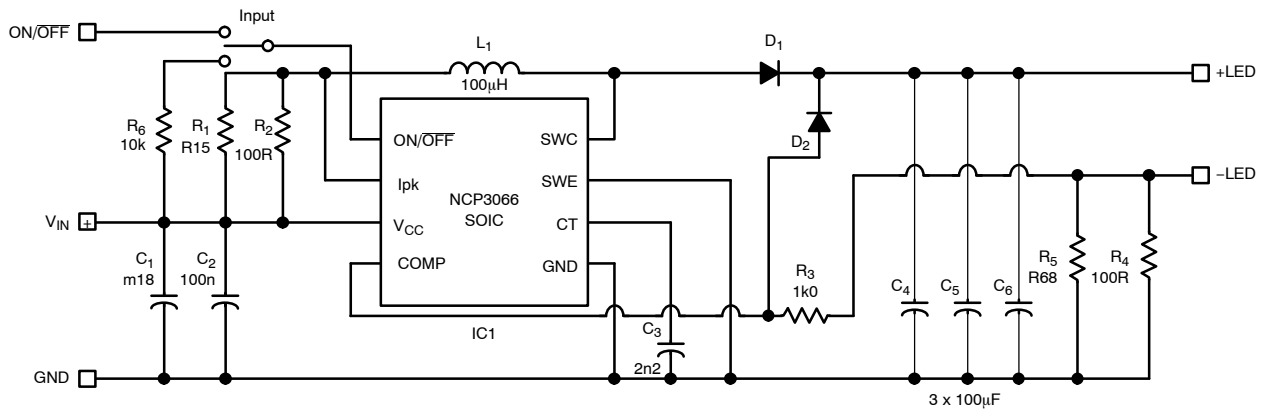 Input
ON/OFF
L1
100μH
D1
+LED
R6
10k
R1
R15
R2
100R
ON/OFF
SWC
D2
Ipk
SWE
−LED
NCP3066
SOIC
VIN
+
VCC
CT
COMP
GND
C1
m18
C2
100n
R3
1k0
R5
R68
R4
100R
C4
C5
C6
IC1
C3
2n2
GND
3 x 100μF